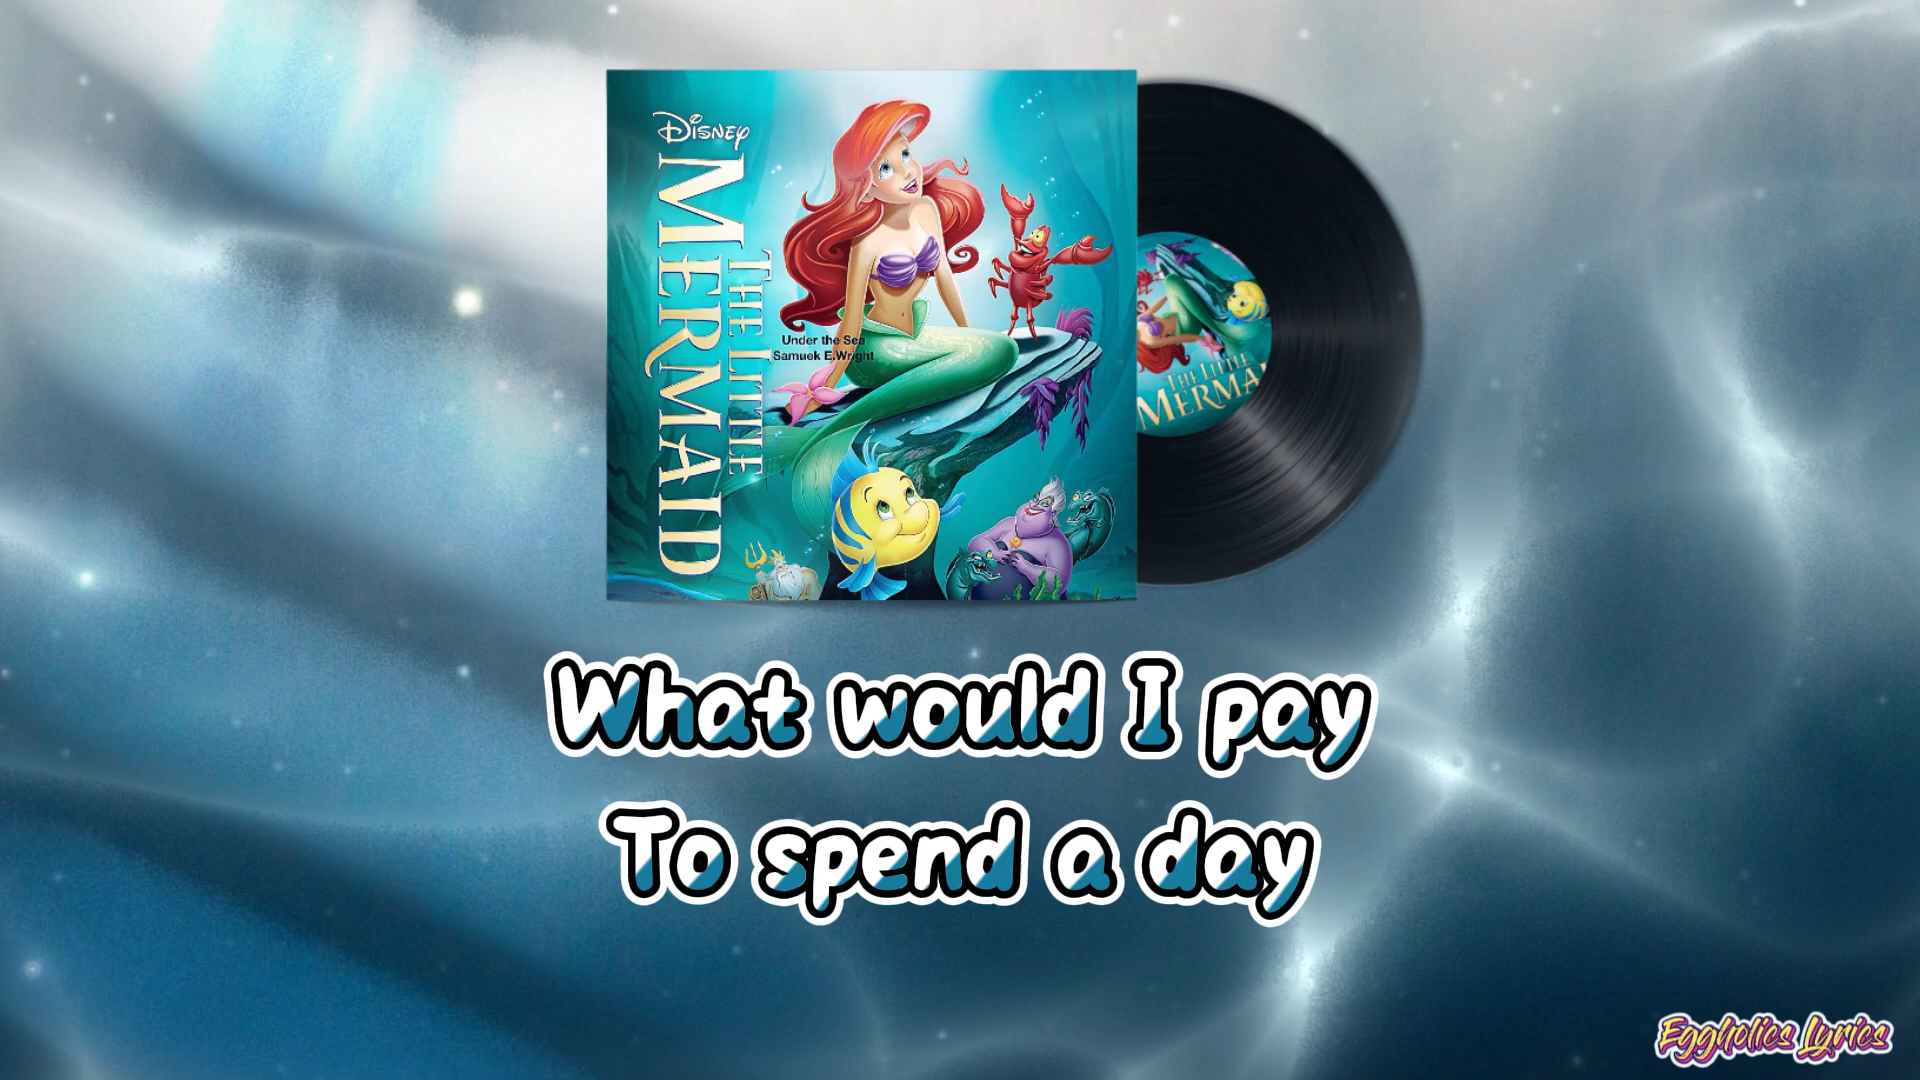 Disney
THE LITTLE
MERMAID
Under the Sea
Samuek E.Wright
THE LITTLE
MERMA
What would I pay
To spend a day
Eggholics Lyrics